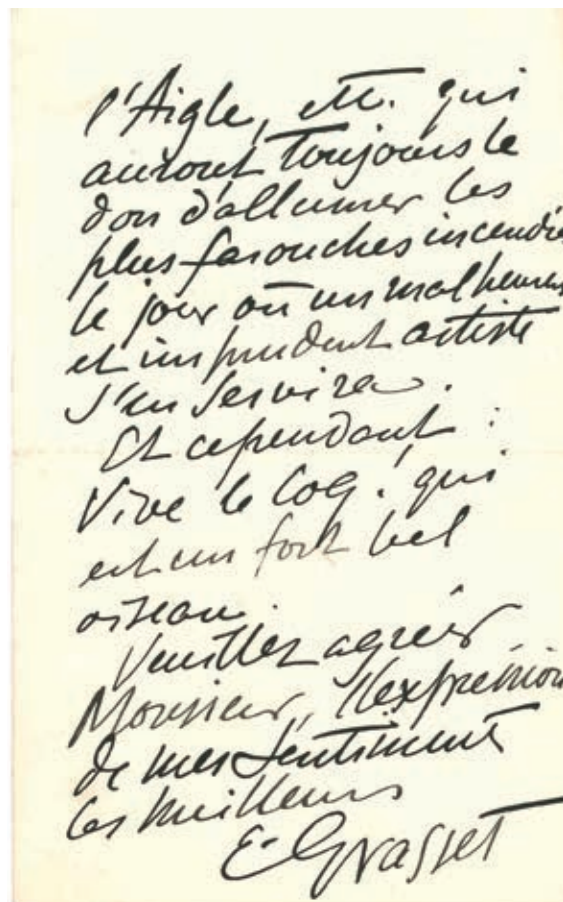 l'Aigle, etc. qui
auront toujours le
don d'allumer les
plus farouches incendies
le jour où un malheureux
et imprudent artiste
s'en servira.
Et cependant :
Vive le Coq ! qui
est un fort bel
oiseau.
Veuillez agréer
Monsieur, l'expression
de mes sentiments
les meilleurs
E. Grasset